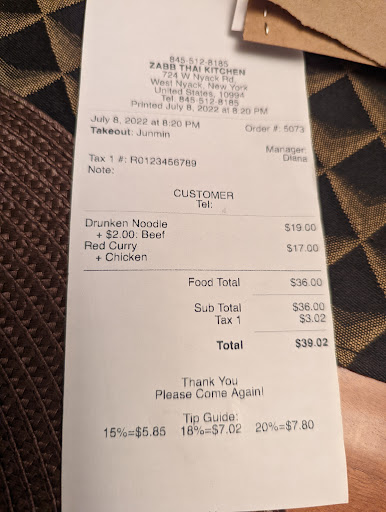 845-512-8185
ZABB THAI KITCHEN
724 W Nyack Rd,
West Nyack, New York
United States, 10994
Tel. 845-512-8185
Printed July 8, 2022 at 8:20 PM
July 8, 2022 at 8:20 PM Order #: 5073
Takeout: Junmin
Manager:
Diana
Tax 1 #: R0123456789
Note:
CUSTOMER
Tel:
Drunken Noodle $19.00
+ $2.00: Beef
Red Curry $17.00
+ Chicken
Food Total $36.00
Sub Total $36.00
Tax 1 $3.02
Total $39.02
Thank You
Please Come Again!
Tip Guide:
15%=$5.85 18%=$7.02 20%=$7.80